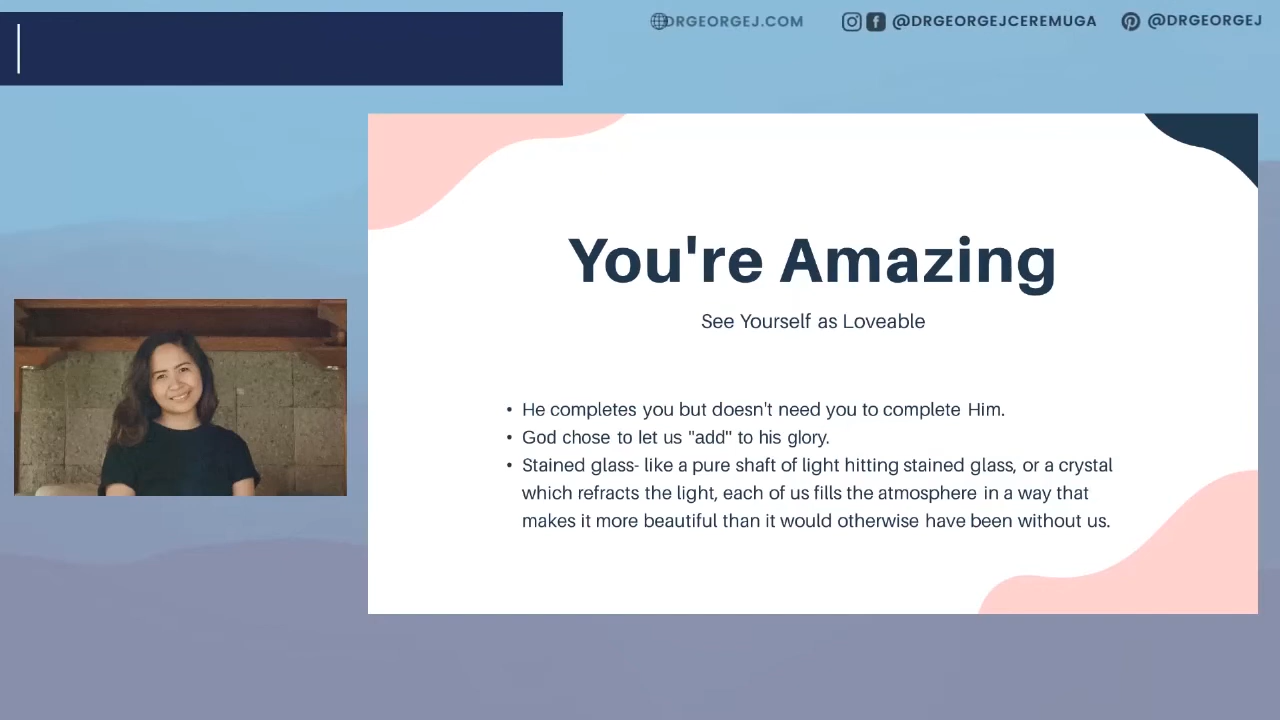 DRGEORGEJ.COM @DRGEORGEJCEREMUGA @DRGEORGEJ
You're Amazing
See Yourself as Loveable
• He completes you but doesn't need you to complete Him.
• God chose to let us "add" to his glory.
• Stained glass- like a pure shaft of light hitting stained glass, or a crystal
which refracts the light, each of us fills the atmosphere in a way that
makes it more beautiful than it would otherwise have been without us.